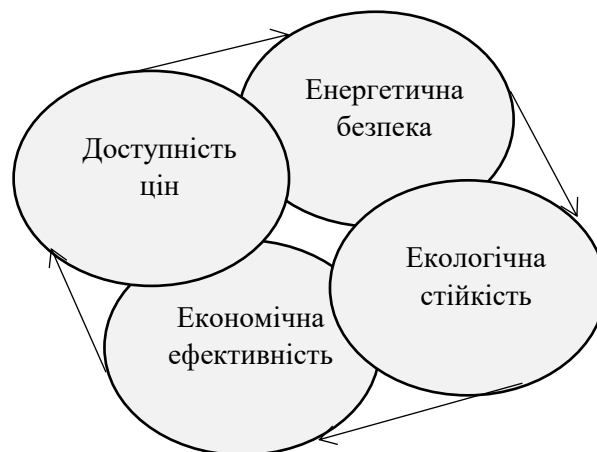 Енергетична
безпека
Доступність
цін
Екологічна
стійкість
Економічна
ефективність